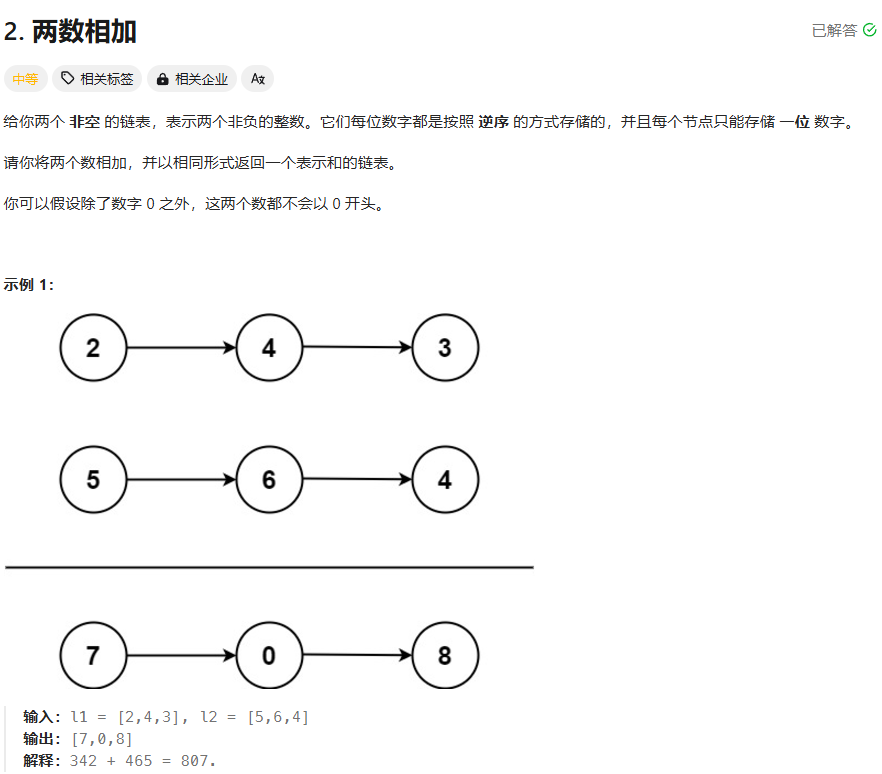 2. 两数相加
已解答
中等 相关标签 相关企业 Aあ
给你两个 非空 的链表，表示两个非负的整数。它们每位数字都是按照 逆序 的方式存储的，并且每个节点只能存储 一位 数字。
请你将两个数相加，并以相同形式返回一个表示和的链表。
你可以假设除了数字 0 之外，这两个数都不会以 0 开头。
示例 1：
2 4 3
5 6 4
7 0 8
输入：l1 = [2,4,3], l2 = [5,6,4]
输出：[7,0,8]
解释：342 + 465 = 807.